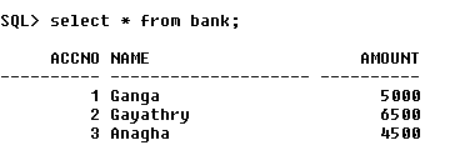 SQL> select * from bank;
ACCNO NAME AMOUNT
---------- -------------------- ----------
1 Ganga 5000
2 Gayathry 6500
3 Anagha 4500